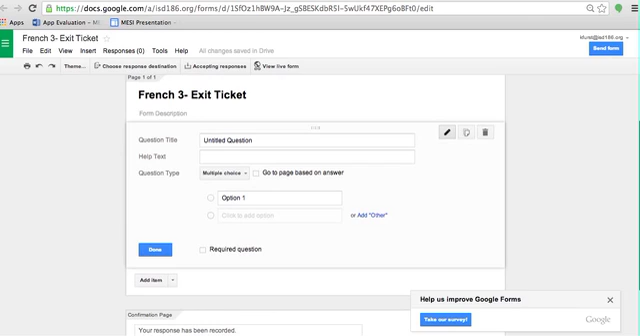 https://docs.google.com/a/isd186.org/forms/d/
Apps App Evaluation - ME MESI Presentation
French 3- Exit Ticket
kfurst@isd186.org
File Edit View Insert Responses (0) Tools Help All changes saved in Drive
Send form
Theme... Choose response destination Accepting responses View live form
Page 1 of 1
French 3- Exit Ticket
Form Description
Question Title Untitled Question
Help Text
Question Type Multiple choice Go to page based on answer
Option 1
Click to add option or Add "Other"
Done Required question
Add item
Help us improve Google Forms
Take our survey! Google
Confirmation Page
Your response has been recorded.